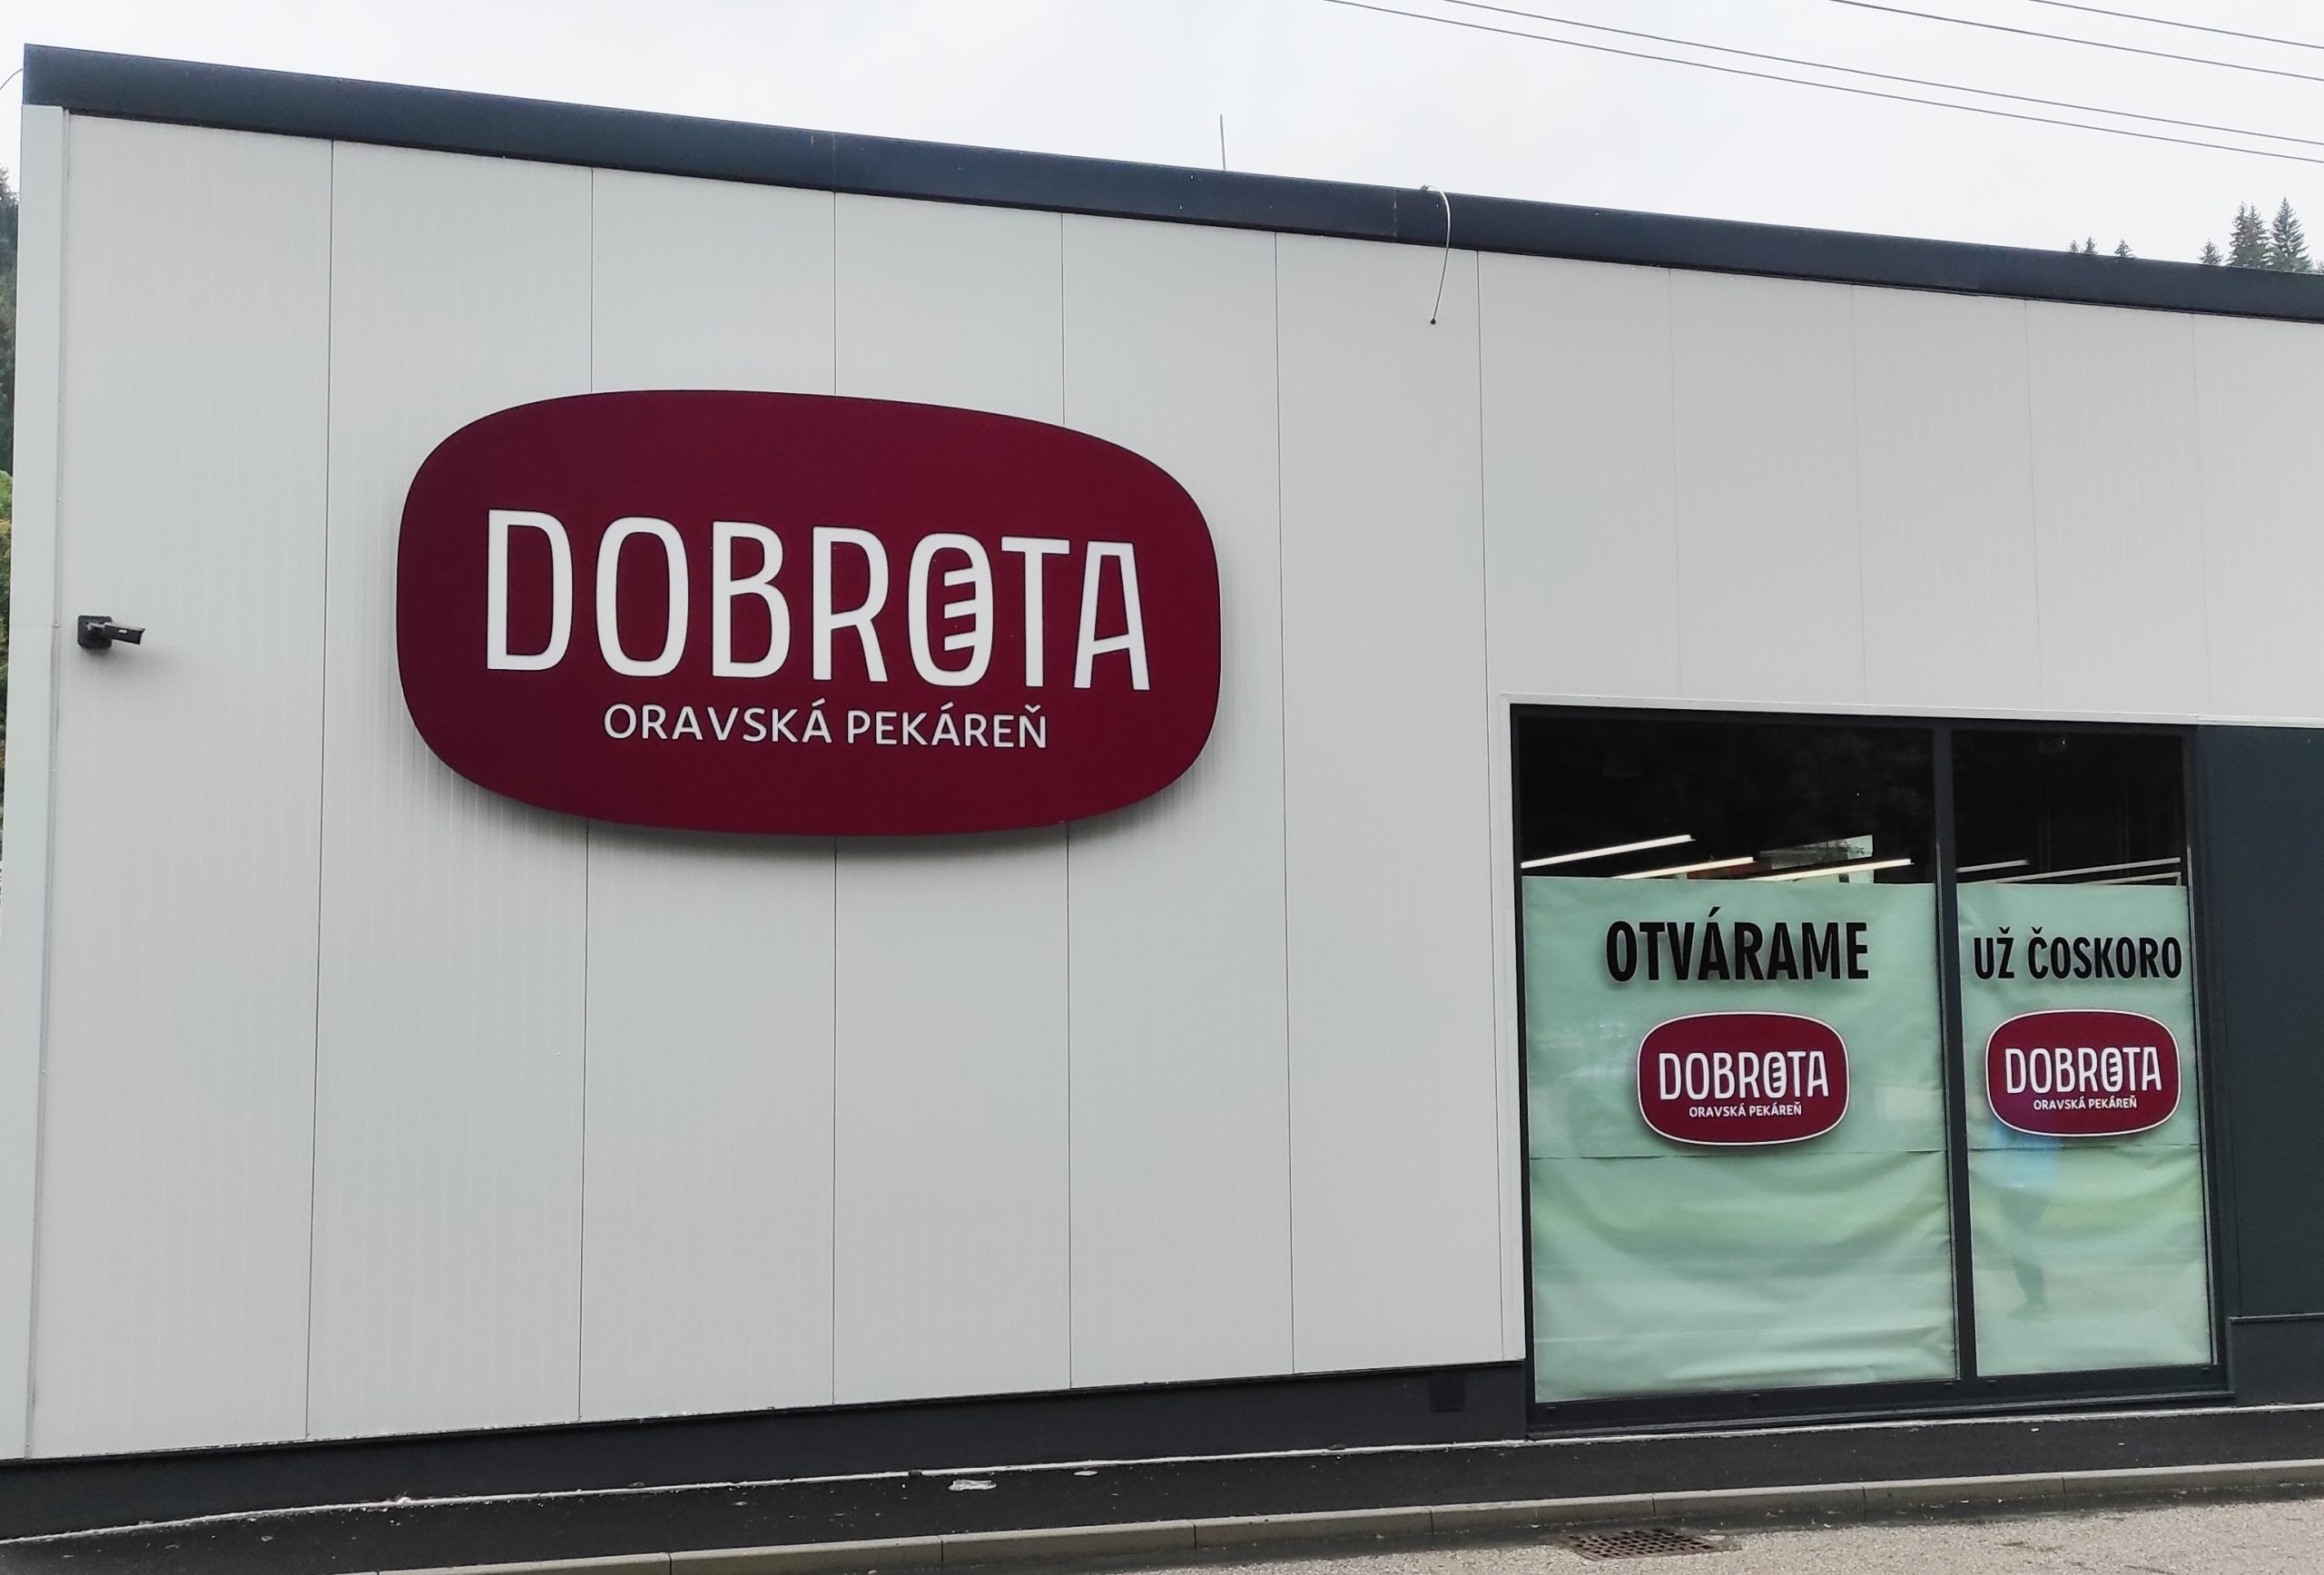 DOBROTA
ORAVSKÁ PEKÁREŇ
OTVÁRAME
UŽ ČOSKORO
DOBROTA
ORAVSKÁ PEKÁREŇ
DOBROTA
ORAVSKÁ PEKÁREŇ